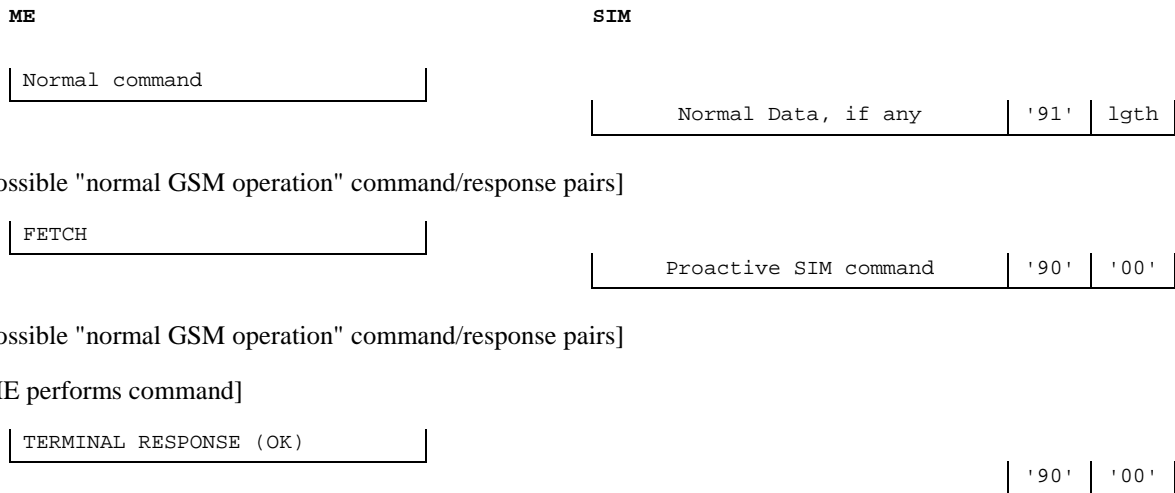 ME SIM
Normal command
Normal Data, if any '91' lgth
ossible "normal GSM operation" command/response pairs]
FETCH
Proactive SIM command '90' '00'
ossible "normal GSM operation" command/response pairs]
E performs command]
TERMINAL RESPONSE (OK)
'90' '00'